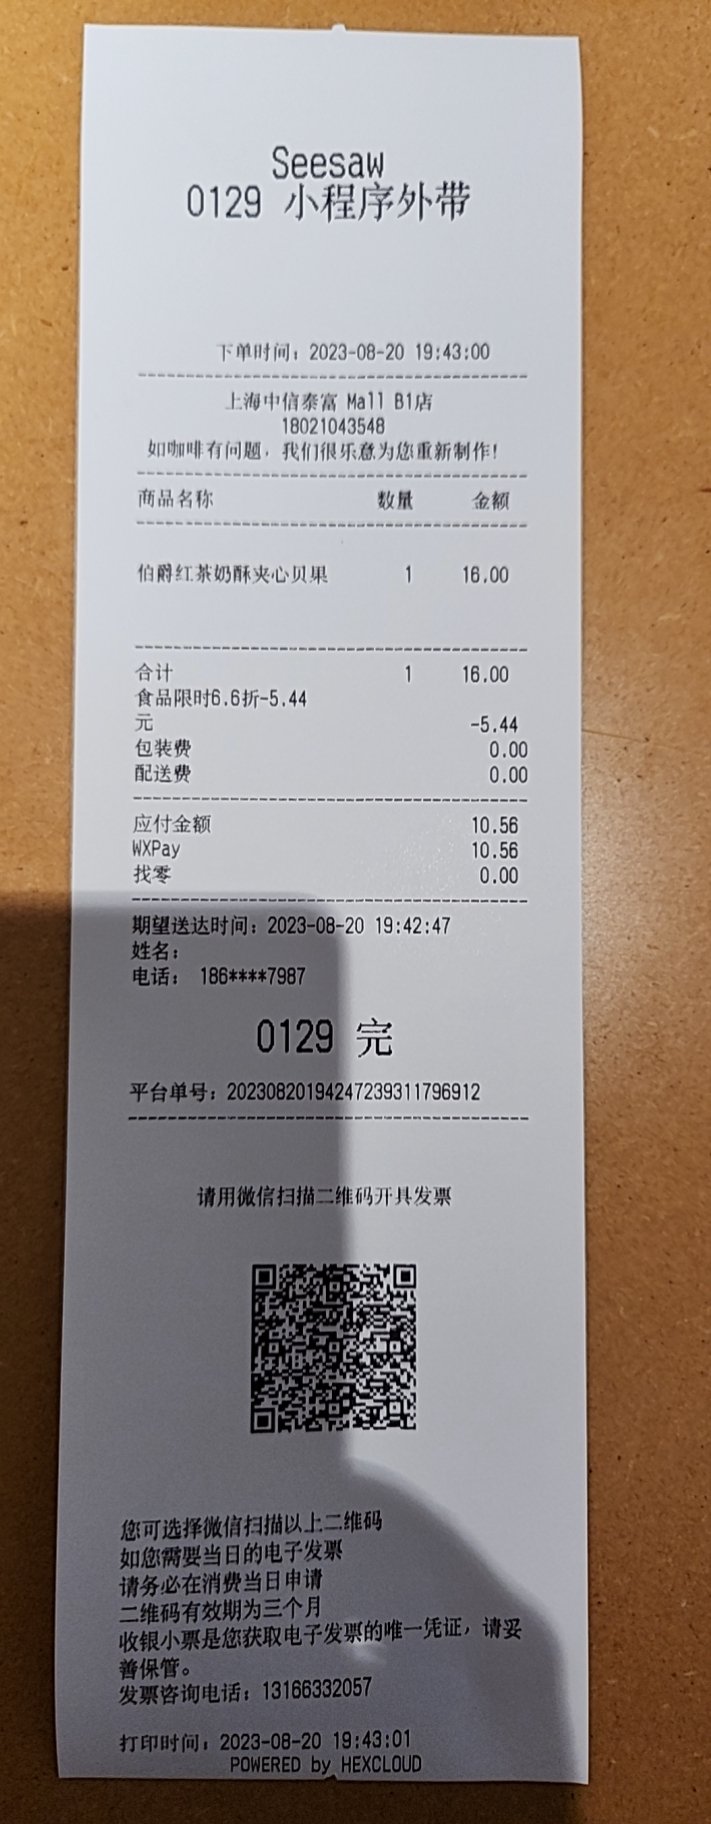 Seesaw
0129 小程序外带
下单时间：2023-08-20 19:43:00
上海中信泰富 Mall B1店
18021043548
如咖啡有问题，我们很乐意为您重新制作!
商品名称 数量 金额
伯爵红茶奶酥夹心贝果 1 16.00
合计 1 16.00
食品限时6.6折-5.44
元 -5.44
包装费 0.00
配送费 0.00
应付金额 10.56
WXPay 10.56
找零 0.00
期望送达时间：2023-08-20 19:42:47
姓名：
电话： 186****7987
0129 完
平台单号：20230820194247239311796912
请用微信扫描二维码开具发票
您可选择微信扫描以上二维码
如您需要当日的电子发票
请务必在消费当日申请
二维码有效期为三个月
收银小票是您获取电子发票的唯一凭证，请妥
善保管。
发票咨询电话：13166332057
打印时间：2023-08-20 19:43:01
POWERED by HEXCLOUD